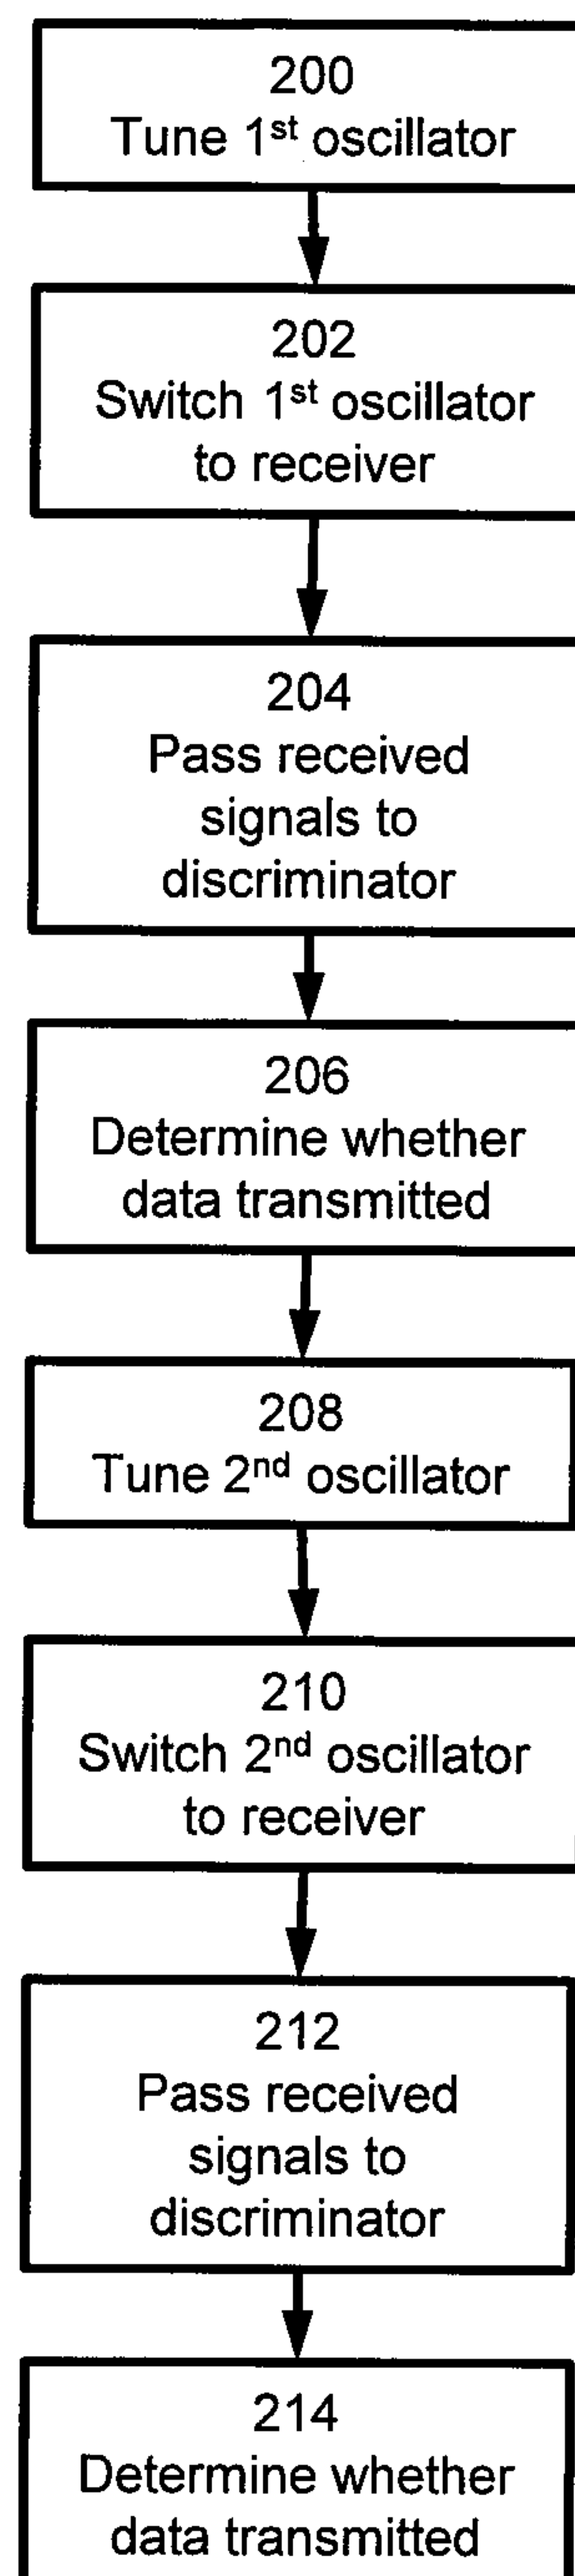 200
Tune 1st oscillator
202
Switch 1st oscillator
to receiver
204
Pass received
signals to
discriminator
206
Determine whether
data transmitted
208
Tune 2nd oscillator
210
Switch 2nd oscillator
to receiver
212
Pass received
signals to
discriminator
214
Determine whether
data transmitted